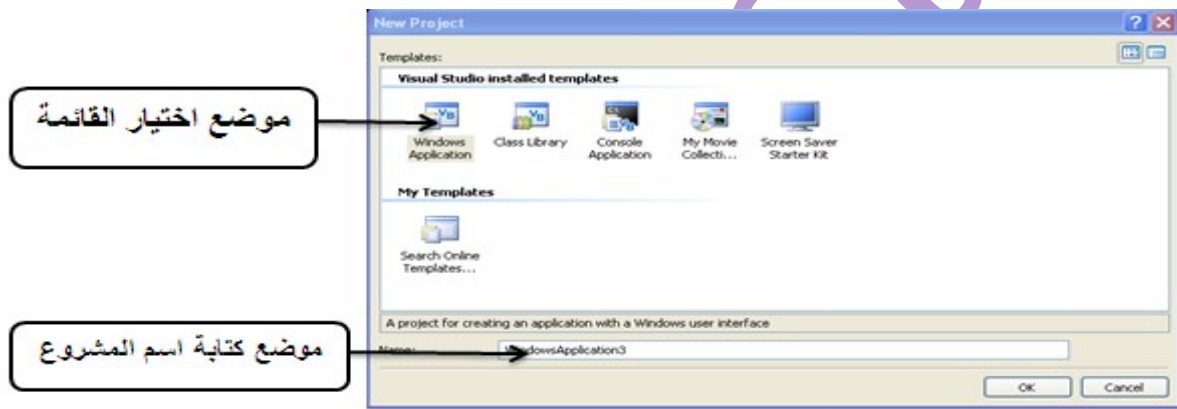 New Project
Templates:
Visual Studio installed templates
موضع اختيار القائمة
Windows Application
Class Library
Console Application
My Movie Collecti...
Screen Saver Starter Kit
My Templates
Search Online Templates...
A project for creating an application with a Windows user interface
موضع كتابة اسم المشروع
Name:
WindowsApplication3
OK
Cancel